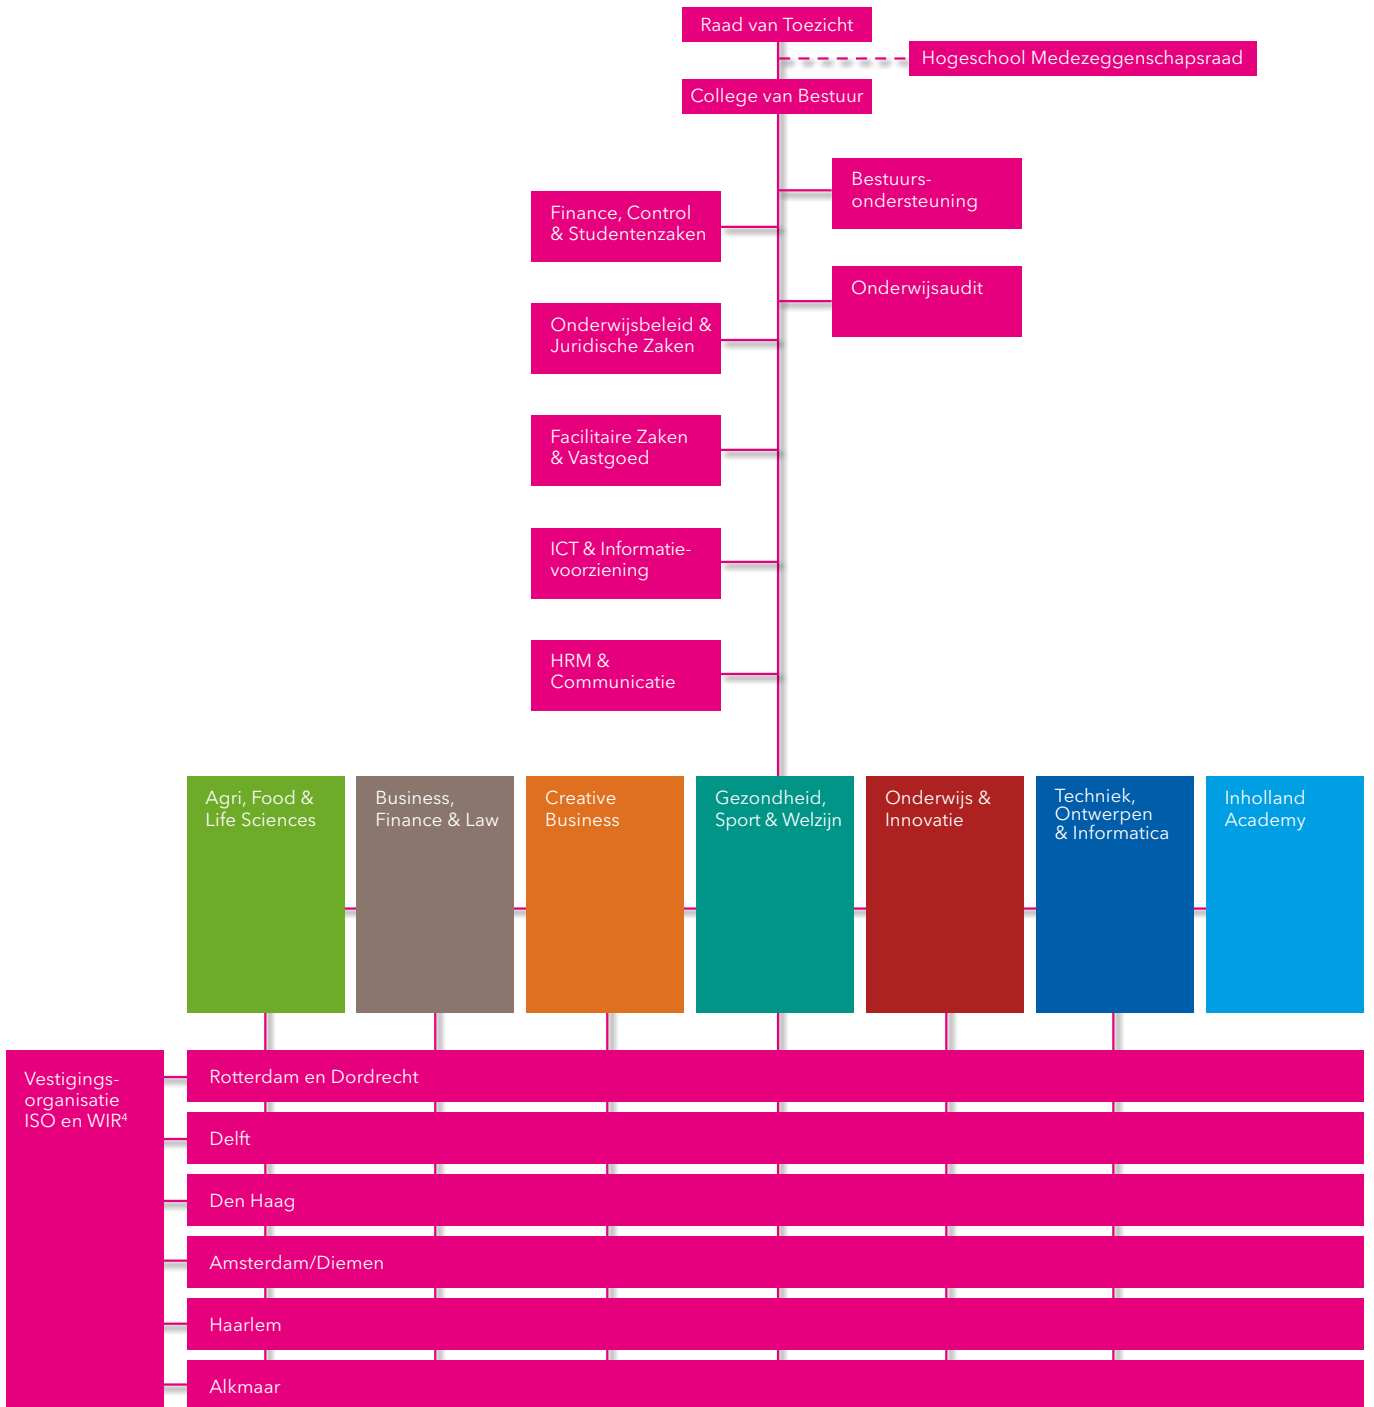 Raad van Toezicht
Hogeschool Medezeggenschapsraad
College van Bestuur
Bestuurs-
ondersteuning
Finance, Control
& Studentenzaken
Onderwijsaudit
Onderwijsbeleid &
Juridische Zaken
Facilitaire Zaken
& Vastgoed
ICT & Informatie-
voorziening
HRM &
Communicatie
Agri, Food &
Life Sciences
Business,
Finance & Law
Creative
Business
Gezondheid,
Sport & Welzijn
Onderwijs &
Innovatie
Techniek,
Ontwerpen
& Informatica
Inholland
Academy
Vestigings-
organisatie
ISO en WIR⁴
Rotterdam en Dordrecht
Delft
Den Haag
Amsterdam/Diemen
Haarlem
Alkmaar